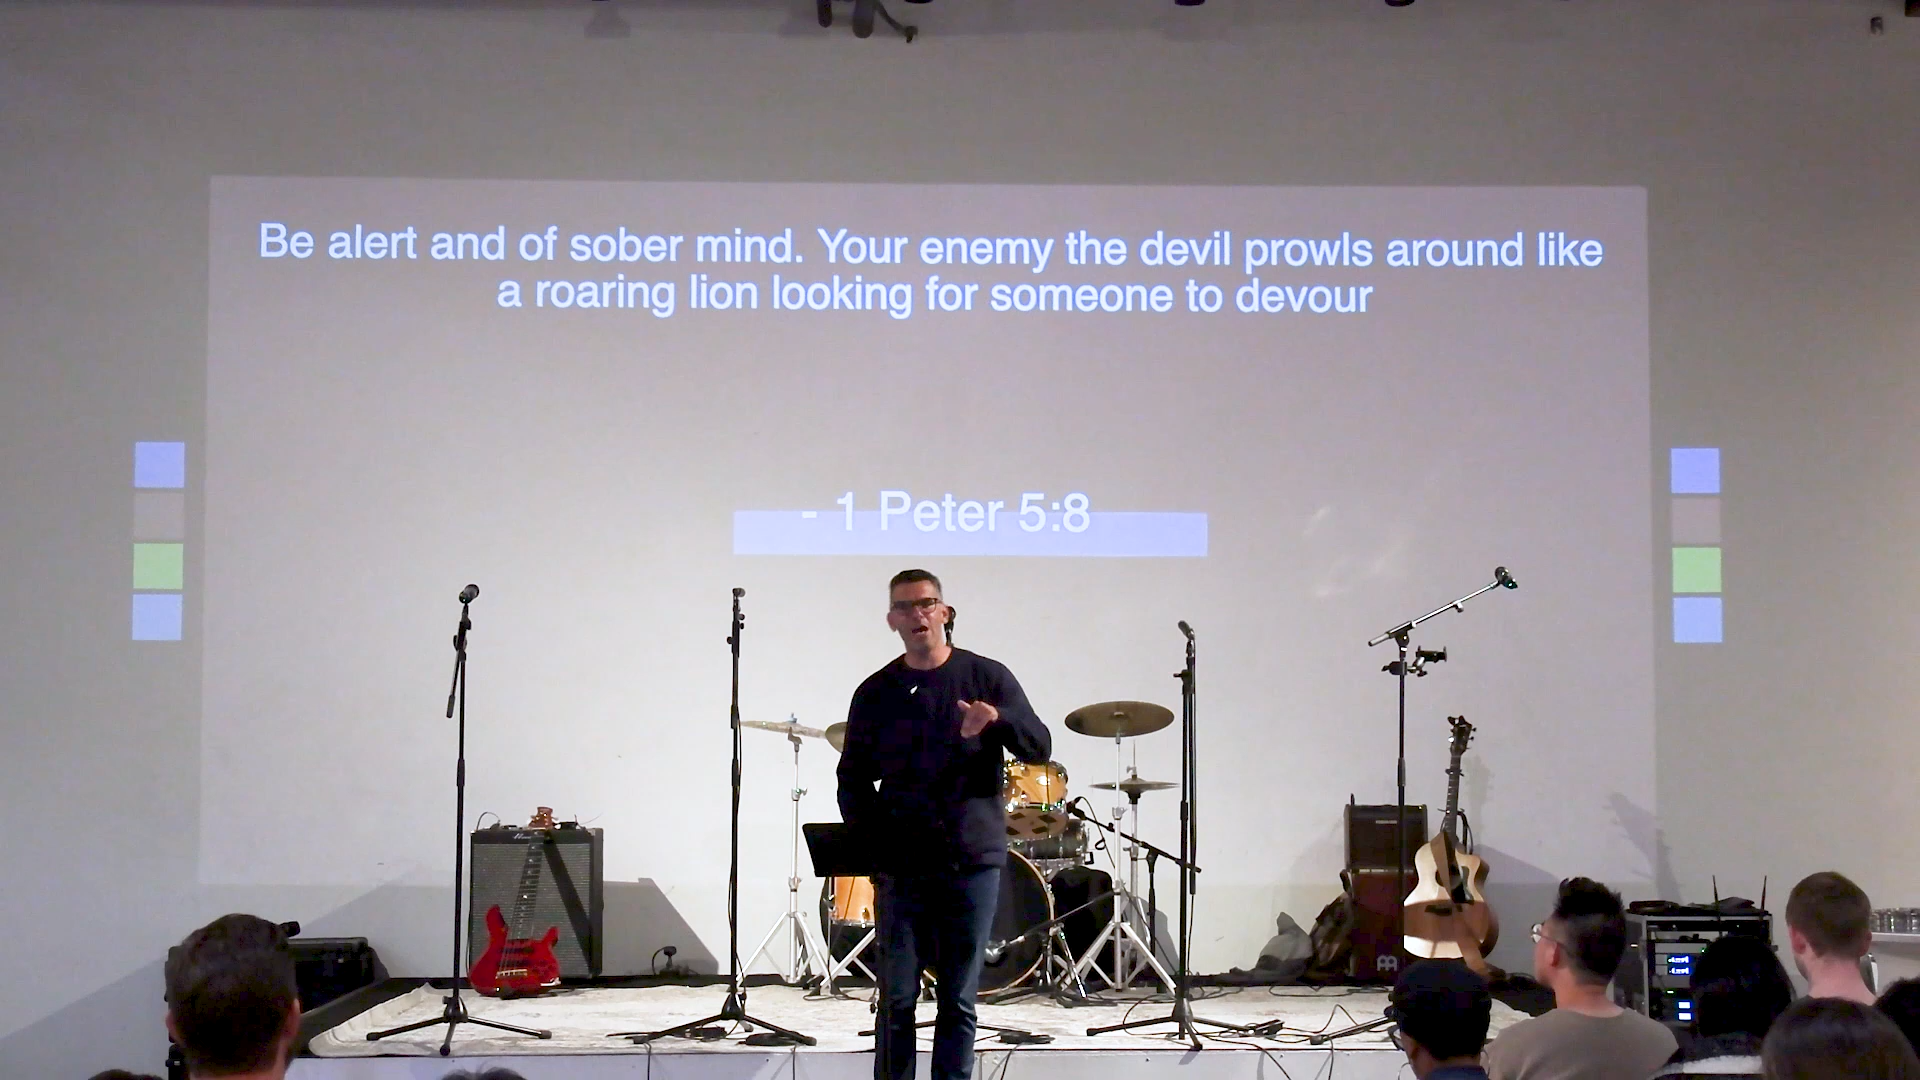 Be alert and of sober mind. Your enemy the devil prowls around like
a roaring lion looking for someone to devour
- 1 Peter 5:8